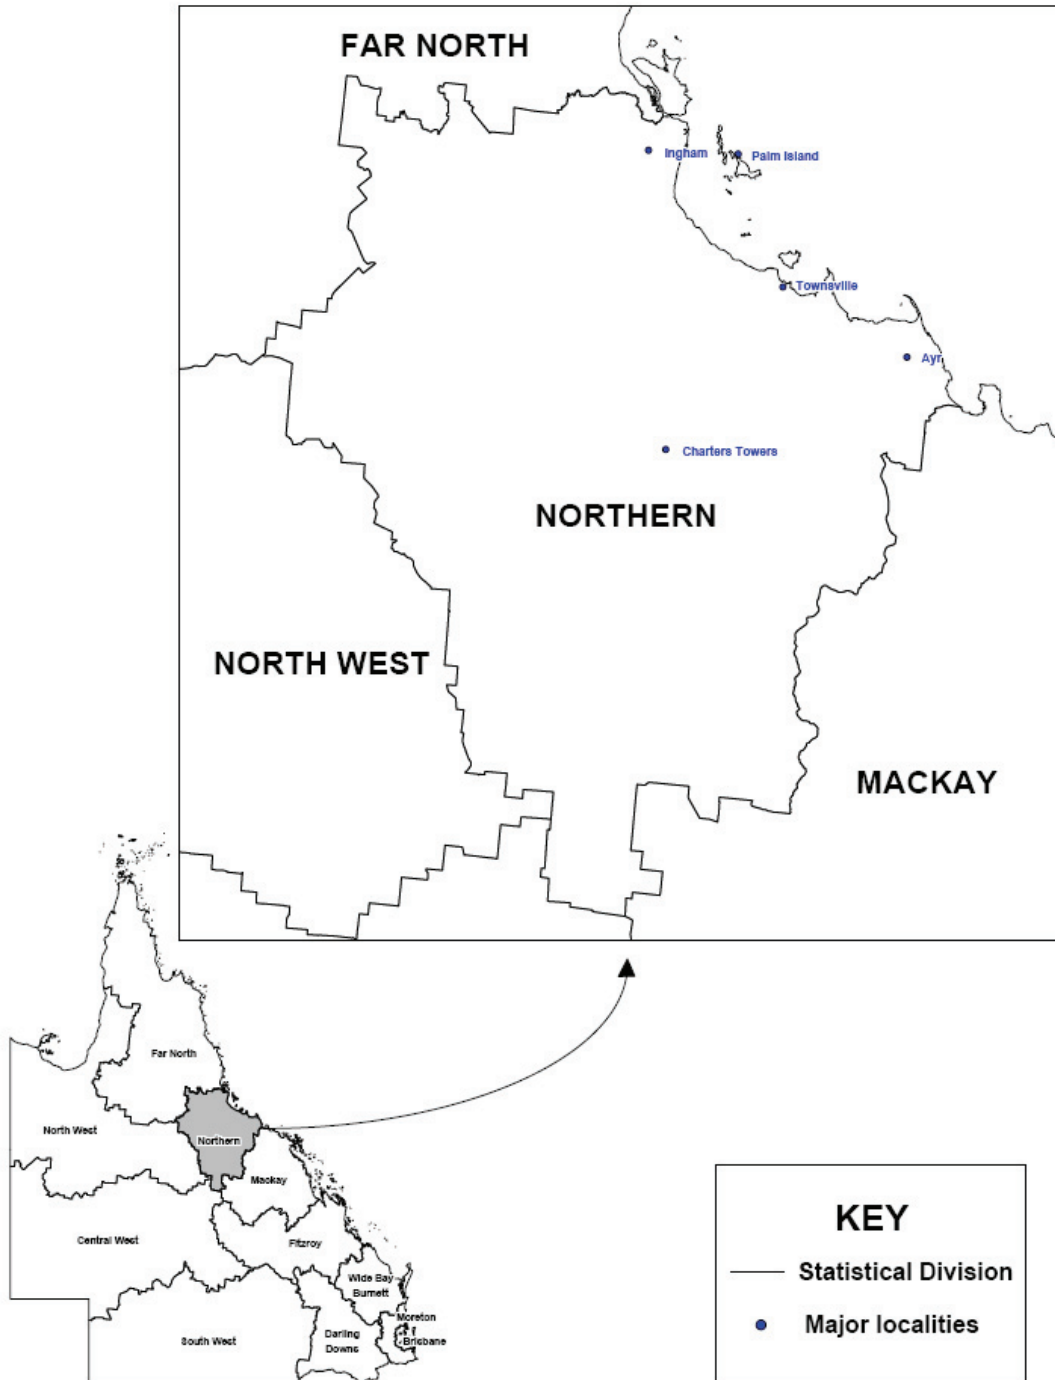 FAR NORTH
Ingham
Palm Island
Townsville
Ayr
Charters Towers
NORTHERN
NORTH WEST
MACKAY
Far North
North West
Northern
Mackay
Central West
Fitzroy
Wide Bay
Burnett
Moreton
South West
Darling
Downs
Brisbane
KEY
Statistical Division
Major localities